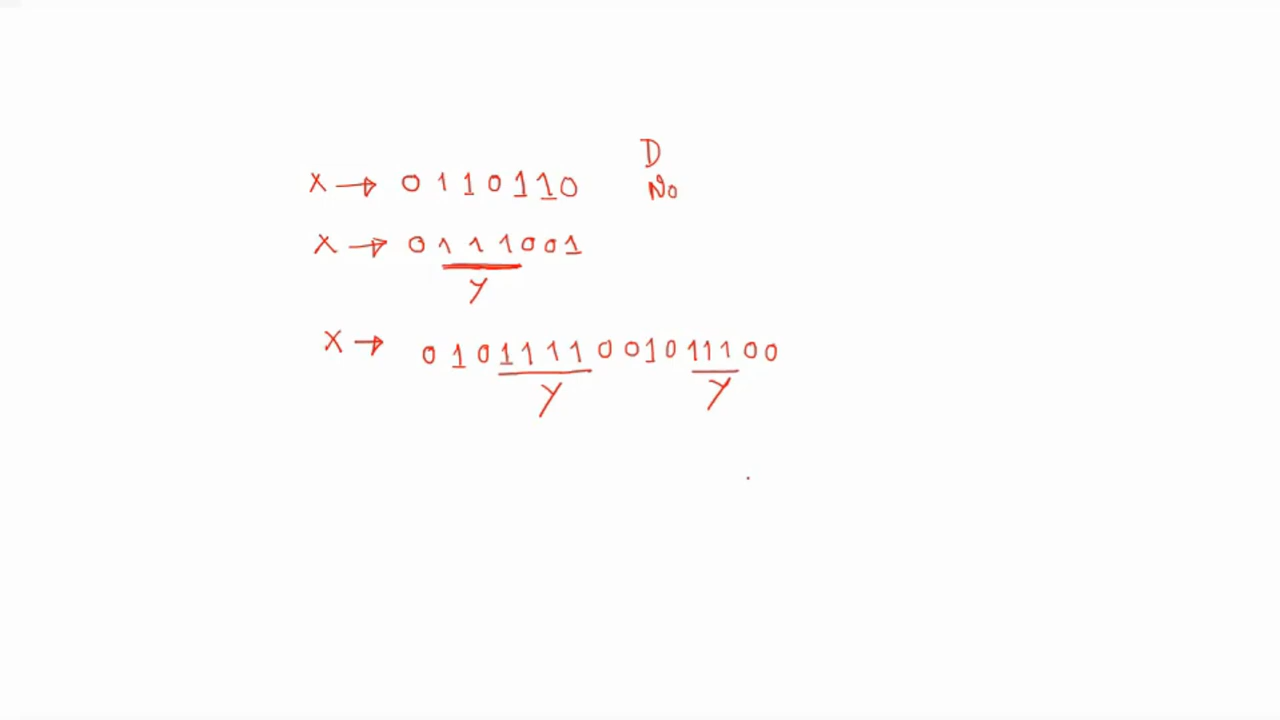 D
X → 0 1 1 0 1 1 0 No
X → 0 1 1 1 0 0 1
Y
X → 0 1 0 1 1 1 1 0 0 1 0 1 1 1 0 0
Y Y